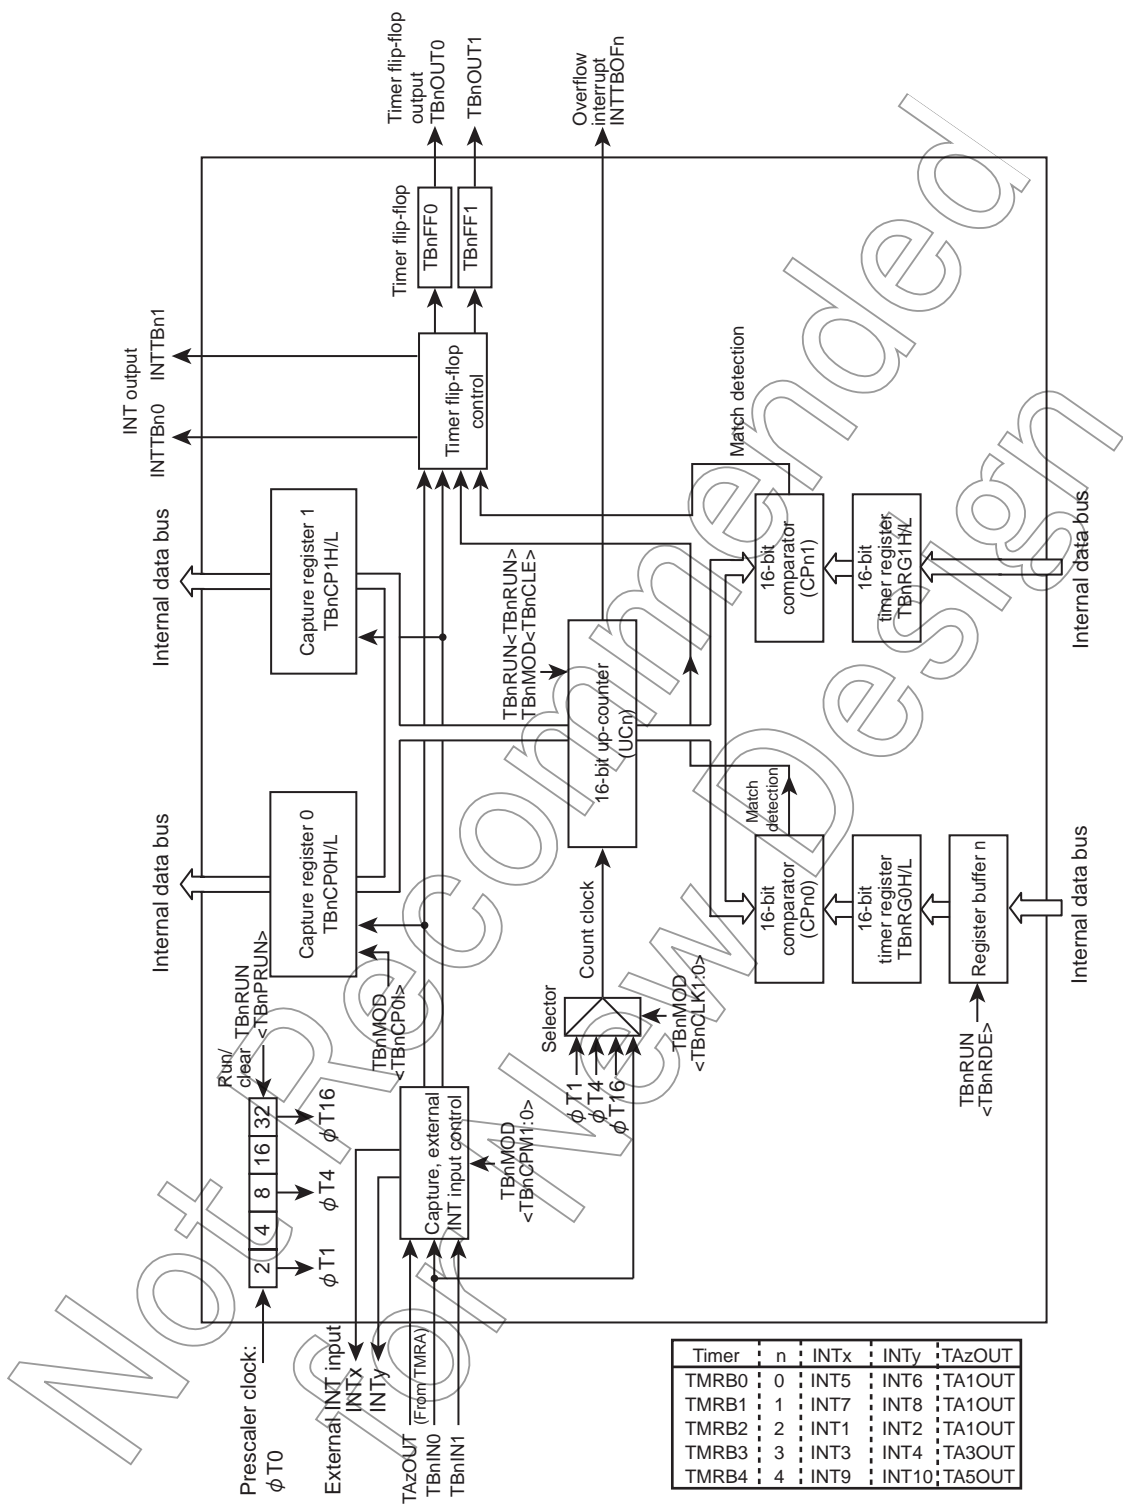 Prescaler clock:
φT0
2
4
8
16
32
φT1
φT4
φT16
Run/
clear
TBnRUN
<TBnPRUN>
External INT input
INTx
INTy
TAzOUT
(From TMRA)
TBnIN0
TBnIN1
Capture, external
INT input control
TBnMOD
<TBnCPM1:0>
TBnMOD
<TBnCP0I>
Internal data bus
Capture register 0
TBnCP0H/L
Internal data bus
Capture register 1
TBnCP1H/L
INT output
INTTBn0
INTTBn1
Timer flip-flop
control
Timer flip-flop
TBnFF0
TBnFF1
Timer flip-flop
output
TBnOUT0
TBnOUT1
Overflow
interrupt
INTTBOFn
Selector
φT1
φT4
φT16
TBnMOD
<TBnCLK1:0>
Count clock
TBnRUN<TBnRUN>
TBnMOD<TBnCLE>
16-bit up-counter
(UCn)
Match
detection
Match detection
16-bit
comparator
(CPn0)
16-bit
timer register
TBnRG0H/L
Register buffer n
TBnRUN
<TBnRDE>
Internal data bus
16-bit
comparator
(CPn1)
16-bit
timer register
TBnRG1H/L
Internal data bus
Timer n INTx INTy TAzOUT
TMRB0 0 INT5 INT6 TA1OUT
TMRB1 1 INT7 INT8 TA1OUT
TMRB2 2 INT1 INT2 TA1OUT
TMRB3 3 INT3 INT4 TA3OUT
TMRB4 4 INT9 INT10 TA5OUT
Not Recommended
for New Design